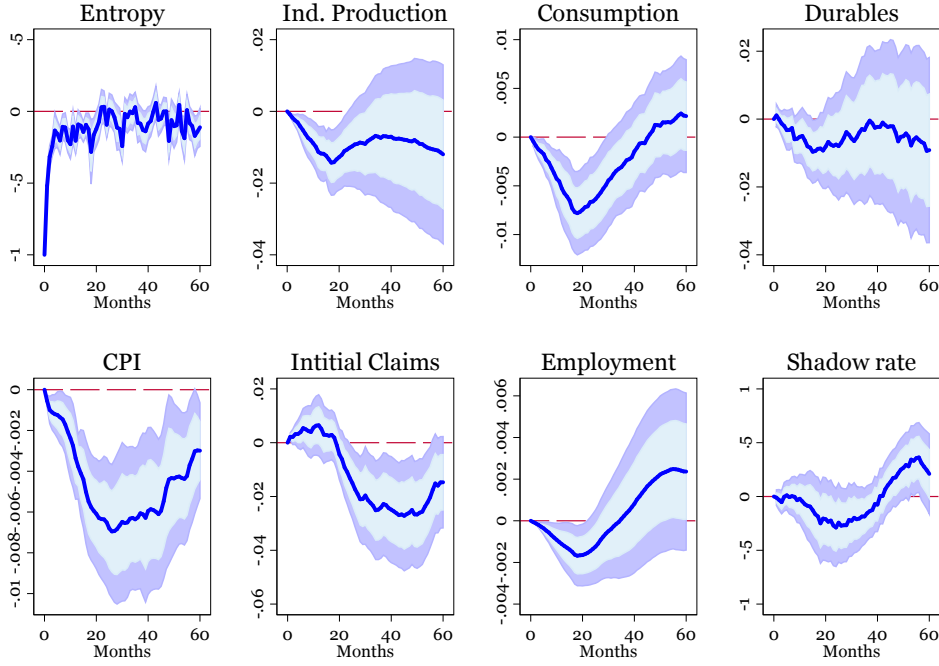 Entropy
.5
0
-.5
-1
0 20 40 60
Months
Ind. Production
.02
0
-.02
-.04
0 20 40 60
Months
Consumption
.01
.005
0
-.005
-.01
0 20 40 60
Months
Durables
.02
0
-.02
-.04
0 20 40 60
Months
CPI
0
-.002
-.004
-.006
-.008
-.01
0 20 40 60
Months
Intitial Claims
.02
0
-.02
-.04
-.06
0 20 40 60
Months
Employment
.006
.004
.002
0
-.002
-.004
0 20 40 60
Months
Shadow rate
1
.5
0
-.5
-1
0 20 40 60
Months